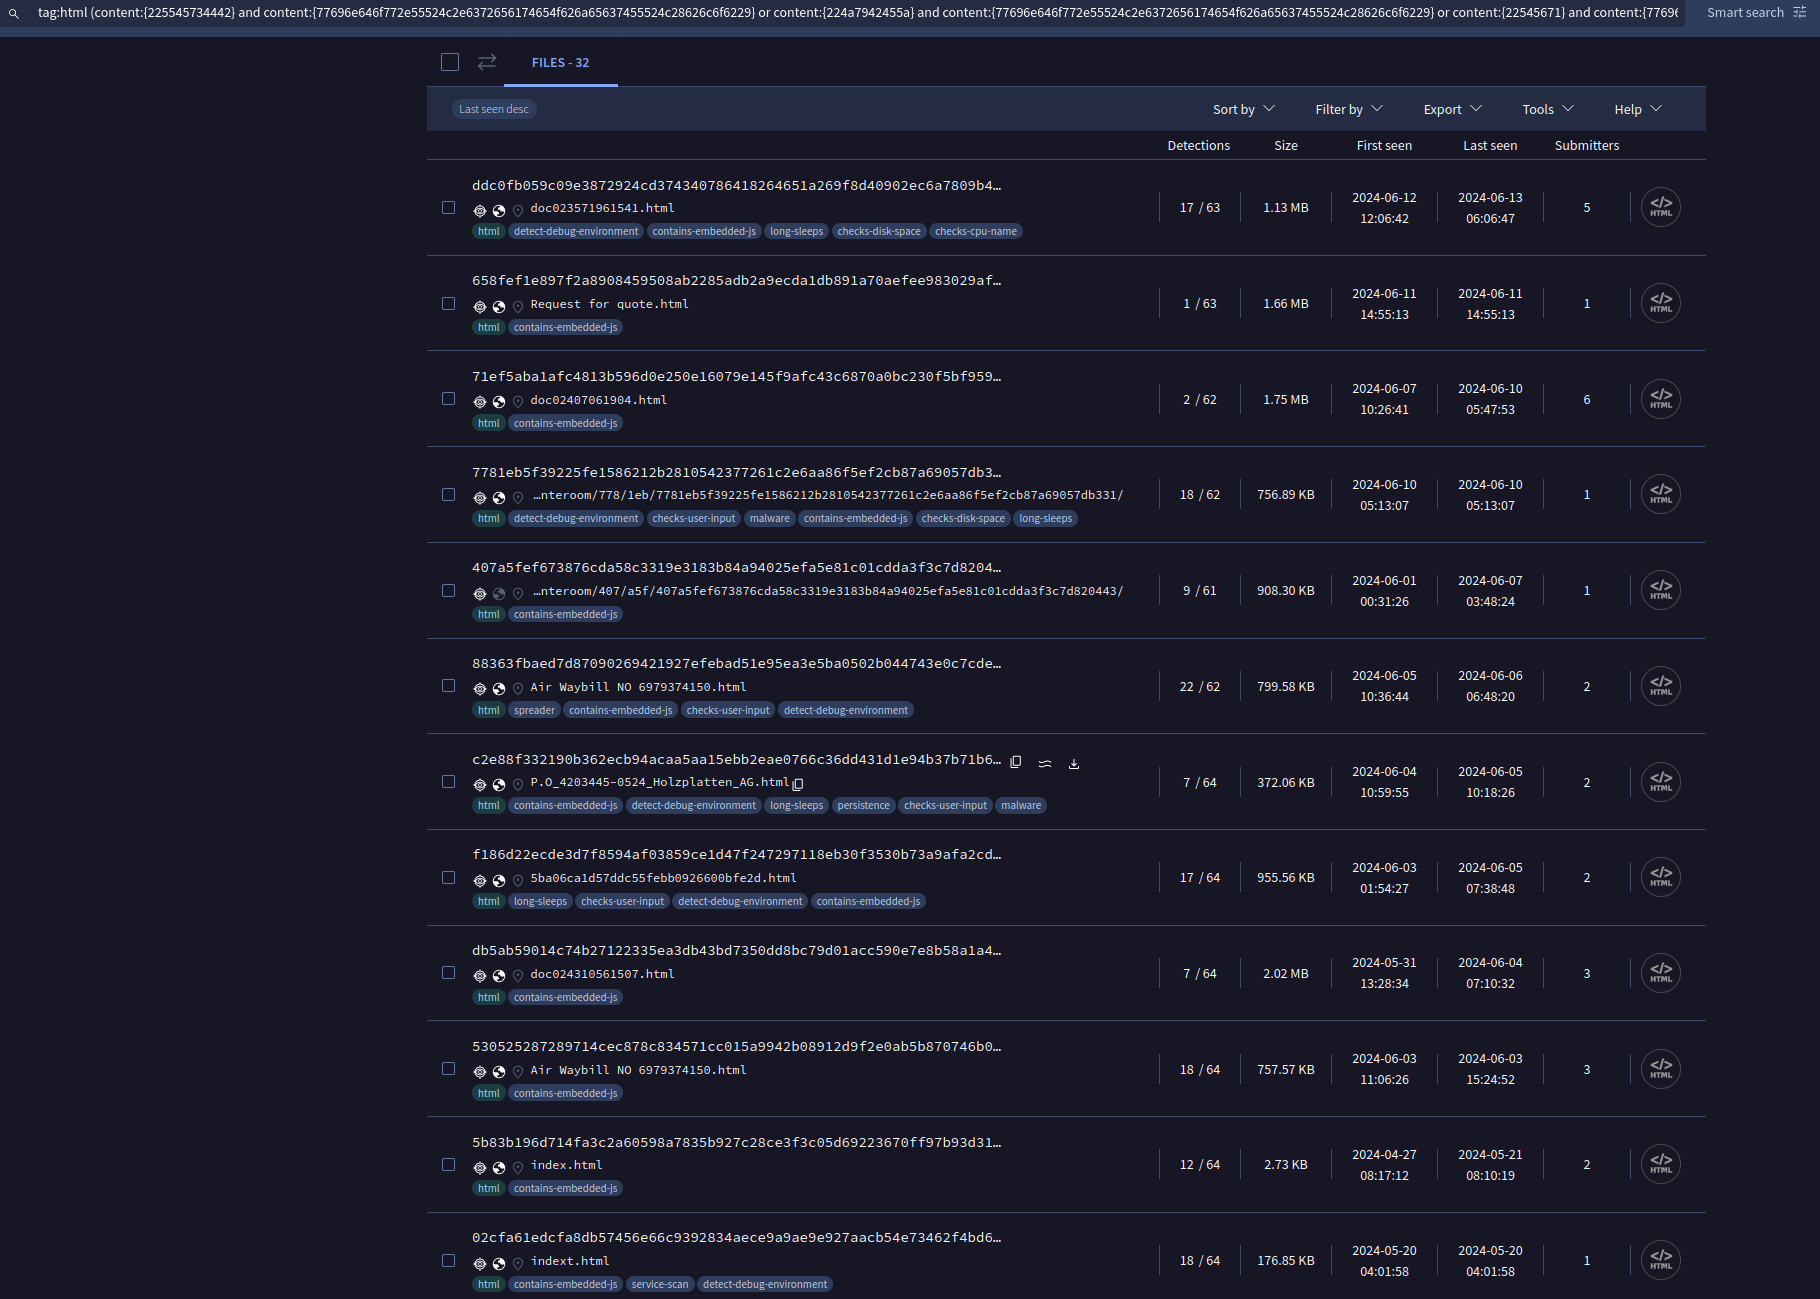 tag:html (content:{225545734442} and content:{77696e646f772e55524c2e6372656174654f626a65637455524c28626c6f6229} or content:{224a7942455a} and content:{77696e646f772e55524c2e6372656174654f626a65637455524c28626c6f6229} or content:{22545671} and content:{77696 Smart search
FILES - 32
Last seen desc Sort by Filter by Export Tools Help
Detections Size First seen Last seen Submitters
ddc0fb059c09e3872924cd374340786418264651a269f8d40902ec6a7809b4…
doc023571961541.html
html detect-debug-environment contains-embedded-js long-sleeps checks-disk-space checks-cpu-name
17 / 63 1.13 MB 2024-06-12 12:06:42 2024-06-13 06:06:47 5 </> HTML
658fef1e897f2a8908459508ab2285adb2a9ecda1db891a70aefee983029af…
Request for quote.html
html contains-embedded-js
1 / 63 1.66 MB 2024-06-11 14:55:13 2024-06-11 14:55:13 1 </> HTML
71ef5aba1afc4813b596d0e250e16079e145f9afc43c6870a0bc230f5bf959…
doc02407061904.html
html contains-embedded-js
2 / 62 1.75 MB 2024-06-07 10:26:41 2024-06-10 05:47:53 6 </> HTML
7781eb5f39225fe1586212b2810542377261c2e6aa86f5ef2cb87a69057db3…
…nteroom/778/1eb/7781eb5f39225fe1586212b2810542377261c2e6aa86f5ef2cb87a69057db331/
html detect-debug-environment checks-user-input malware contains-embedded-js checks-disk-space long-sleeps
18 / 62 756.89 KB 2024-06-10 05:13:07 2024-06-10 05:13:07 1 </> HTML
407a5fef673876cda58c3319e3183b84a94025efa5e81c01cdda3f3c7d8204…
…nteroom/407/a5f/407a5fef673876cda58c3319e3183b84a94025efa5e81c01cdda3f3c7d820443/
html contains-embedded-js
9 / 61 908.30 KB 2024-06-01 00:31:26 2024-06-07 03:48:24 1 </> HTML
88363fbaed7d87090269421927efebad51e95ea3e5ba0502b044743e0c7cde…
Air Waybill NO 6979374150.html
html spreader contains-embedded-js checks-user-input detect-debug-environment
22 / 62 799.58 KB 2024-06-05 10:36:44 2024-06-06 06:48:20 2 </> HTML
c2e88f332190b362ecb94acaa5aa15ebb2eae0766c36dd431d1e94b37b71b6…
P.O_4203445-0524_Holzplatten_AG.html
html contains-embedded-js detect-debug-environment long-sleeps persistence checks-user-input malware
7 / 64 372.06 KB 2024-06-04 10:59:55 2024-06-05 10:18:26 2 </> HTML
f186d22ecde3d7f8594af03859ce1d47f247297118eb30f3530b73a9afa2cd…
5ba06ca1d57ddc55febb0926600bfe2d.html
html long-sleeps checks-user-input detect-debug-environment contains-embedded-js
17 / 64 955.56 KB 2024-06-03 01:54:27 2024-06-05 07:38:48 2 </> HTML
db5ab59014c74b27122335ea3db43bd7350dd8bc79d01acc590e7e8b58a1a4…
doc024310561507.html
html contains-embedded-js
7 / 64 2.02 MB 2024-05-31 13:28:34 2024-06-04 07:10:32 3 </> HTML
530525287289714cec878c834571cc015a9942b08912d9f2e0ab5b870746b0…
Air Waybill NO 6979374150.html
html contains-embedded-js
18 / 64 757.57 KB 2024-06-03 11:06:26 2024-06-03 15:24:52 3 </> HTML
5b83b196d714fa3c2a60598a7835b927c28ce3f3c05d69223670ff97b93d31…
index.html
html contains-embedded-js
12 / 64 2.73 KB 2024-04-27 08:17:12 2024-05-21 08:10:19 2 </> HTML
02cfa61edcfa8db57456e66c9392834aece9a9ae9e927aacb54e73462f4bd6…
indext.html
html contains-embedded-js service-scan detect-debug-environment
18 / 64 176.85 KB 2024-05-20 04:01:58 2024-05-20 04:01:58 1 </> HTML